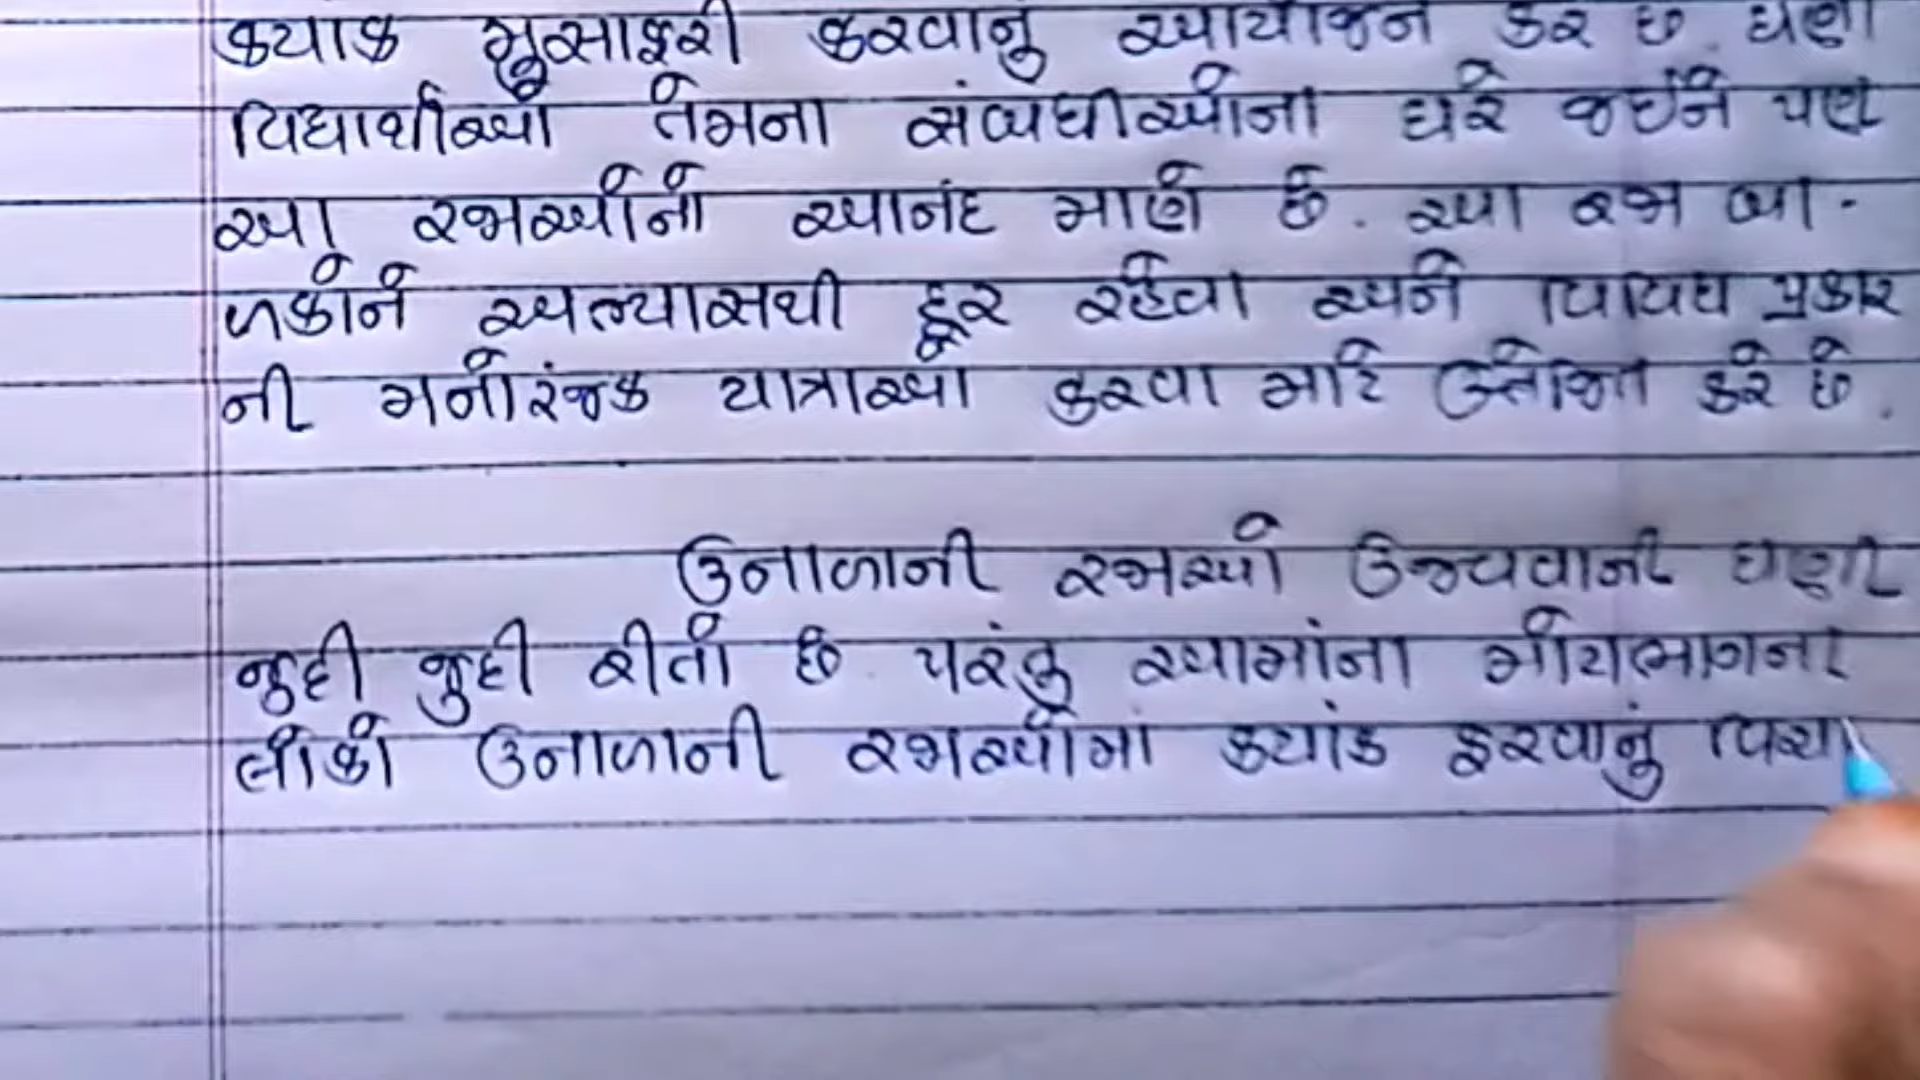 ક્યાંક મુસાફરી કરવાનું આયોજન કરે છે. ઘણા
વિદ્યાર્થીઓ તેમના સંબંધીઓના ઘરે જઈને પણ
આ રજાઓનો આનંદ માણે છે. આ રજા બા-
ળકોને અભ્યાસથી દૂર રહેવા અને વિવિધ પ્રકાર
ની મનોરંજક યાત્રાઓ કરવા માટે ઉત્તેજિત કરે છે.
ઉનાળાની રજાઓ ઉજવવાની ઘણી
જુદી જુદી રીતો છે. પરંતુ આમાંના મોટાભાગના
લોકો ઉનાળાની રજાઓમાં ક્યાંક ફરવાનું